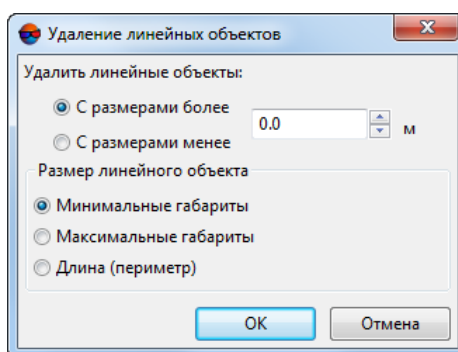 Удаление линейных объектов
Удалить линейные объекты:
С размерами более
0.0
м
С размерами менее
Размер линейного объекта
Минимальные габариты
Максимальные габариты
Длина (периметр)
OK
Отмена